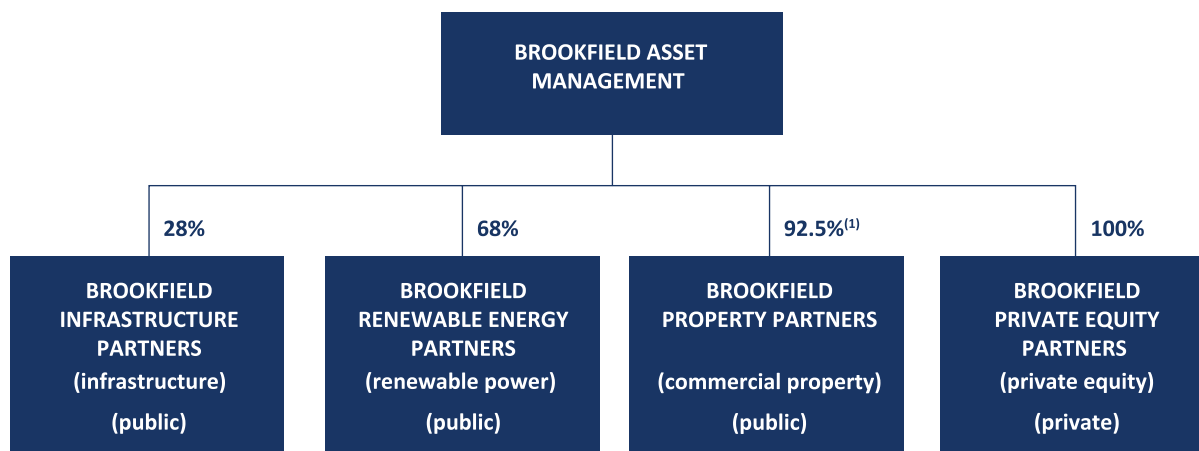 BROOKFIELD ASSET
MANAGEMENT
28%
68%
92.5%(1)
100%
BROOKFIELD
INFRASTRUCTURE
PARTNERS
(infrastructure)
(public)
BROOKFIELD
RENEWABLE ENERGY
PARTNERS
(renewable power)
(public)
BROOKFIELD
PROPERTY PARTNERS
(commercial property)
(public)
BROOKFIELD
PRIVATE EQUITY
PARTNERS
(private equity)
(private)